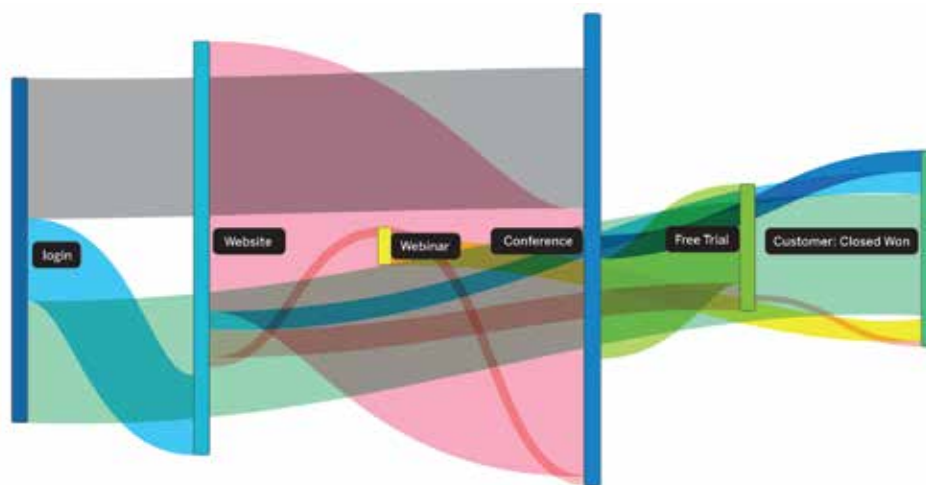 login
Website
Webinar
Conference
Free Trial
Customer: Closed Won